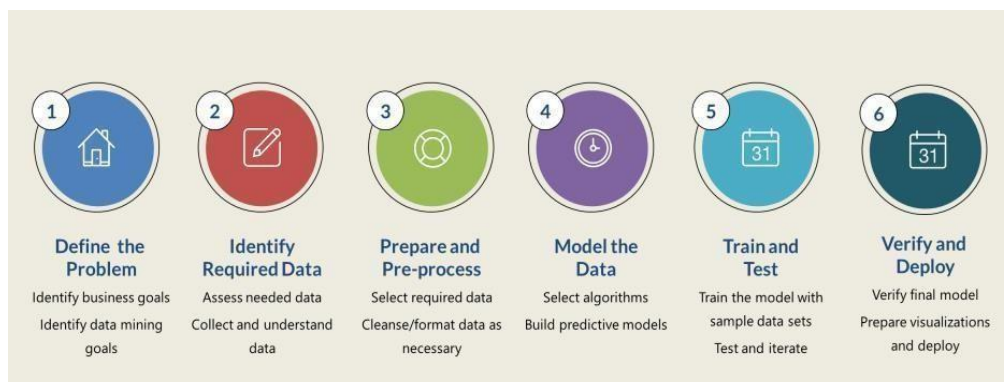 1
Define the
Problem
Identify business goals
Identify data mining
goals
2
Identify
Required Data
Assess needed data
Collect and understand
data
3
Prepare and
Pre-process
Select required data
Cleanse/format data as
necessary
4
Model the
Data
Select algorithms
Build predictive models
5
31
Train and
Test
Train the model with
sample data sets
Test and iterate
6
31
Verify and
Deploy
Verify final model
Prepare visualizations
and deploy